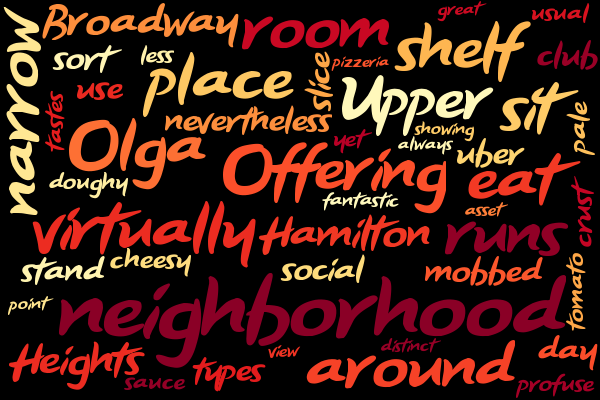 great
usual
Broadway
room
narrow
sort
less
pizzeria
shelf
club
place
slice
use
Upper
sit
tastes
nevertheless
showing
pale
Olga
yet
always
uber
Offering
eat
doughy
fantastic
asset
crust
virtually
Hamilton
runs
stand
cheesy
social
mobbed
tomato
point
neighborhood
Heights
view
distinct
day
sauce
types
around
profuse